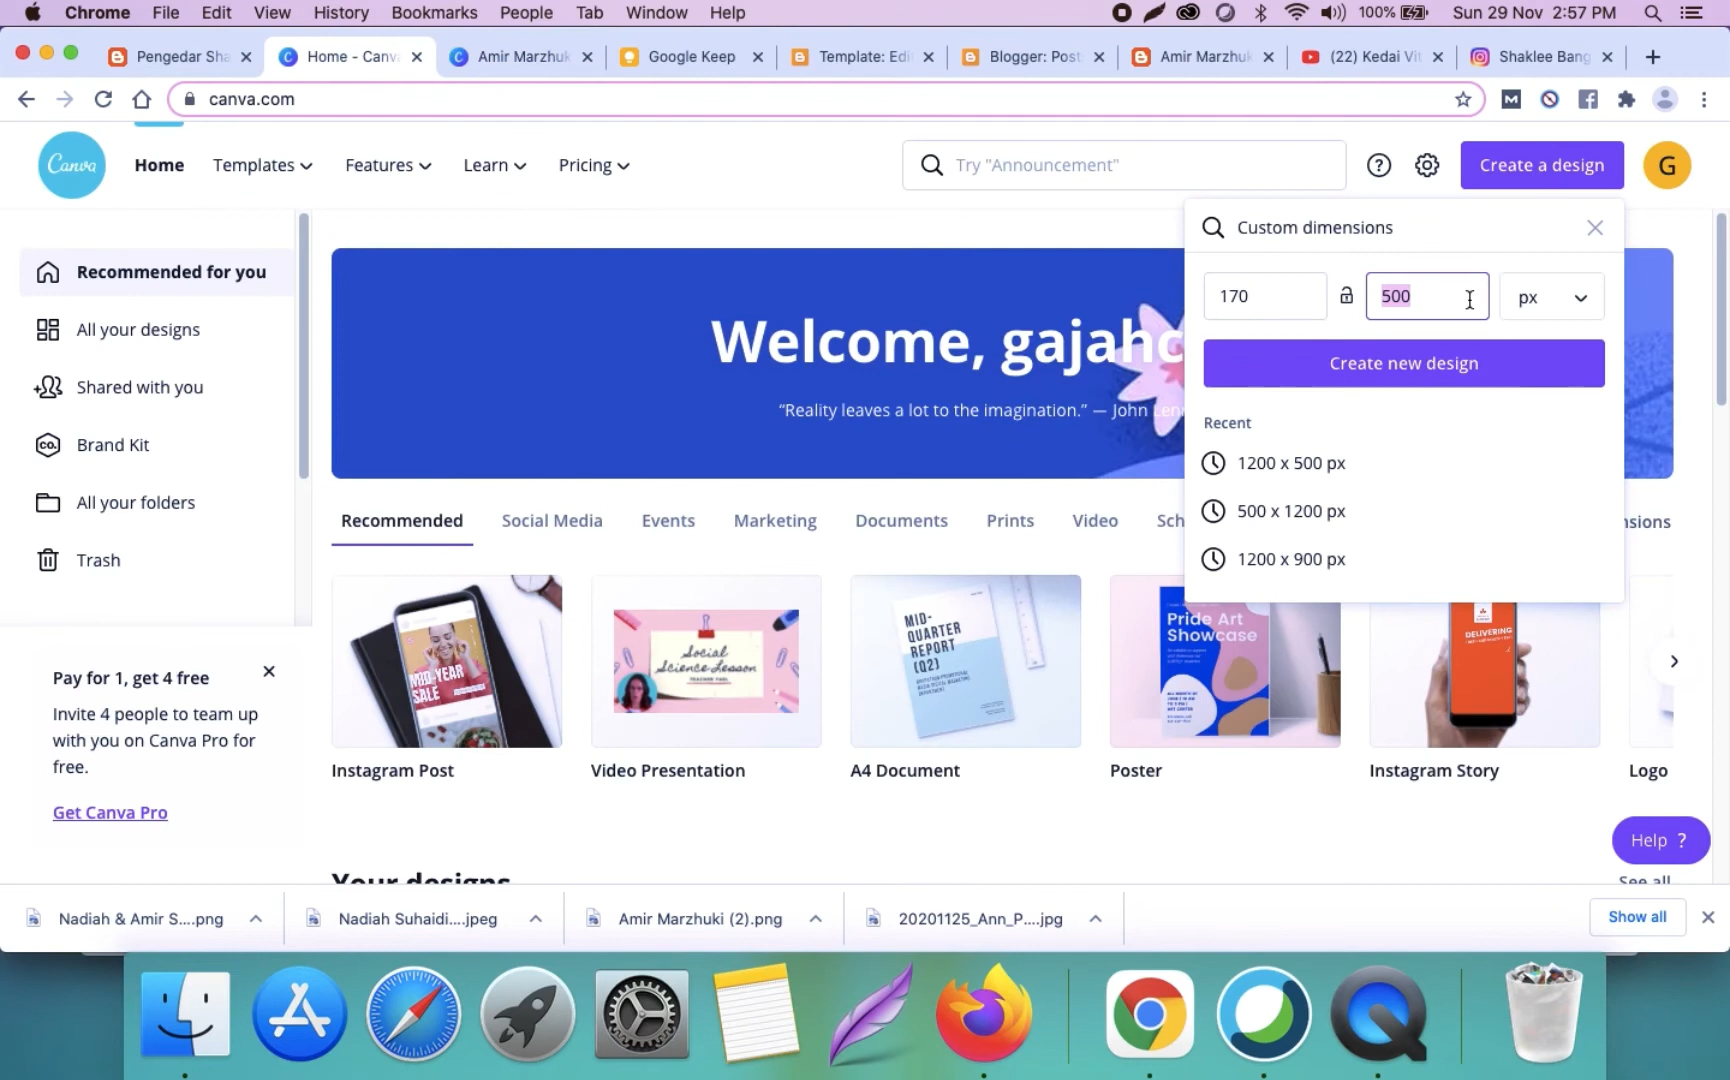 Chrome File Edit View History Bookmarks People Tab Window Help 100% Sun 29 Nov 2:57 PM
Pengedar Sha Home - Canv Amir Marzhuk Google Keep Template: Edi Blogger: Post Amir Marzhuk (22) Kedai Vit Shaklee Bang
canva.com
Canva Home Templates Features Learn Pricing Try "Announcement" Create a design G
Custom dimensions
170 500 px
Create new design
Recent
1200 x 500 px
500 x 1200 px
1200 x 900 px
Recommended for you
All your designs
Shared with you
CO. Brand Kit
All your folders
Trash
Welcome, gajahc
“Reality leaves a lot to the imagination.” — John Lenn
Recommended Social Media Events Marketing Documents Prints Video Sch nsions
MID-YEAR
SALE
Social
Science Lesson
MID-
QUARTER
REPORT
(Q2)
Pride Art
Showcase
DELIVERING
Instagram Post Video Presentation A4 Document Poster Instagram Story Logo
Pay for 1, get 4 free
Invite 4 people to team up
with you on Canva Pro for
free.
Get Canva Pro
Help ?
Your designs
See all
Nadiah & Amir S....png Nadiah Suhaidi....jpeg Amir Marzhuki (2).png 20201125_Ann_P....jpg Show all